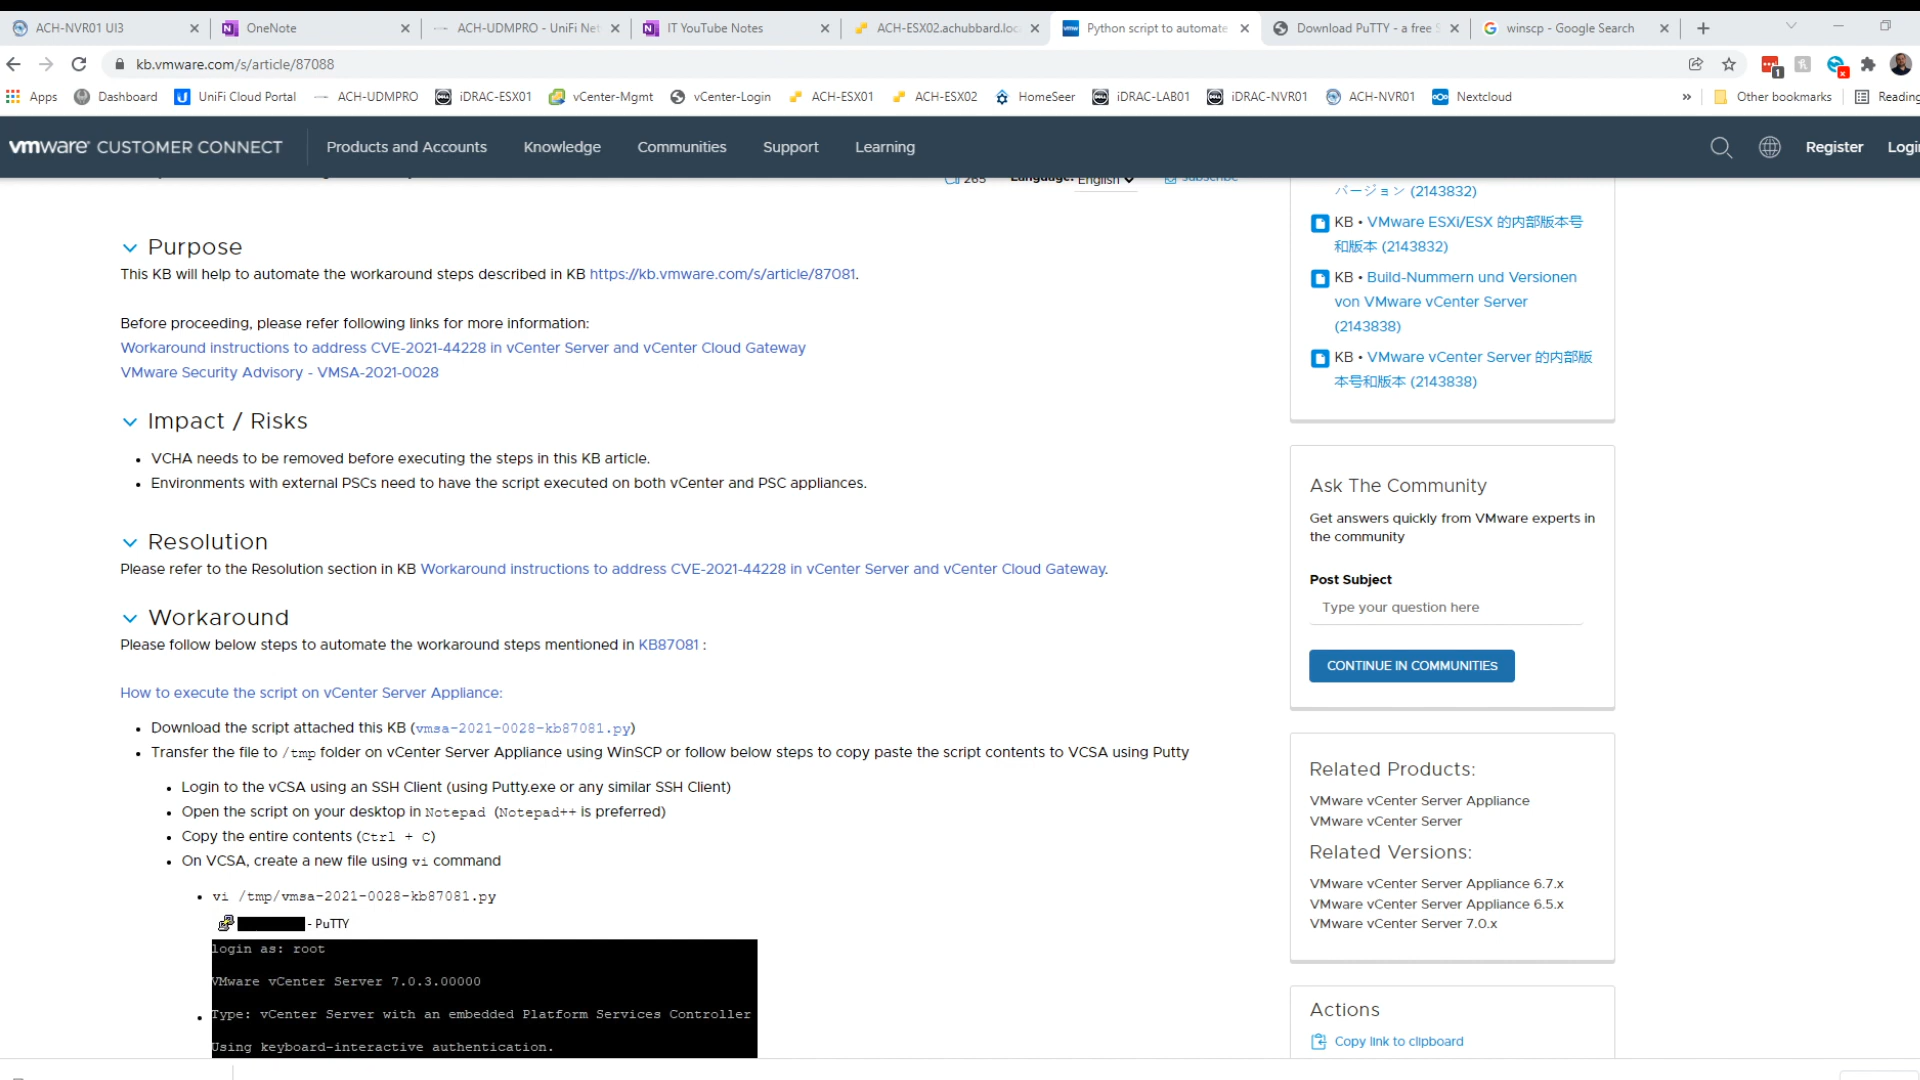 ACH-NVR01 UI3
OneNote
ACH-UDMPRO - UniFi Net
IT YouTube Notes
ACH-ESX02.achubbard.loc
Python script to automate
Download PuTTY - a free S
winscp - Google Search
kb.vmware.com/s/article/87088
1
Apps
Dashboard
UniFi Cloud Portal
ACH-UDMPRO
iDRAC-ESX01
vCenter-Mgmt
vCenter-Login
ACH-ESX01
ACH-ESX02
HomeSeer
iDRAC-LAB01
iDRAC-NVR01
ACH-NVR01
Nextcloud
»
Other bookmarks
Reading
vmware® CUSTOMER CONNECT
Products and Accounts
Knowledge
Communities
Support
Learning
Register
Login
265
Language:
English
Subscribe
Purpose
This KB will help to automate the workaround steps described in KB https://kb.vmware.com/s/article/87081.
Before proceeding, please refer following links for more information:
Workaround instructions to address CVE-2021-44228 in vCenter Server and vCenter Cloud Gateway
VMware Security Advisory - VMSA-2021-0028
Impact / Risks
• VCHA needs to be removed before executing the steps in this KB article.
• Environments with external PSCs need to have the script executed on both vCenter and PSC appliances.
Resolution
Please refer to the Resolution section in KB Workaround instructions to address CVE-2021-44228 in vCenter Server and vCenter Cloud Gateway.
Workaround
Please follow below steps to automate the workaround steps mentioned in KB87081 :
How to execute the script on vCenter Server Appliance:
• Download the script attached this KB (vmsa-2021-0028-kb87081.py)
• Transfer the file to /tmp folder on vCenter Server Appliance using WinSCP or follow below steps to copy paste the script contents to VCSA using Putty
• Login to the vCSA using an SSH Client (using Putty.exe or any similar SSH Client)
• Open the script on your desktop in Notepad (Notepad++ is preferred)
• Copy the entire contents (Ctrl + C)
• On VCSA, create a new file using vi command
• vi /tmp/vmsa-2021-0028-kb87081.py
- PuTTY
login as: root
VMware vCenter Server 7.0.3.00000
• Type: vCenter Server with an embedded Platform Services Controller
Using keyboard-interactive authentication.
バージョン (2143832)
KB • VMware ESXi/ESX 的内部版本号
和版本 (2143832)
KB • Build-Nummern und Versionen
von VMware vCenter Server
(2143838)
KB • VMware vCenter Server 的内部版
本号和版本 (2143838)
Ask The Community
Get answers quickly from VMware experts in
the community
Post Subject
Type your question here
CONTINUE IN COMMUNITIES
Related Products:
VMware vCenter Server Appliance
VMware vCenter Server
Related Versions:
VMware vCenter Server Appliance 6.7.x
VMware vCenter Server Appliance 6.5.x
VMware vCenter Server 7.0.x
Actions
Copy link to clipboard